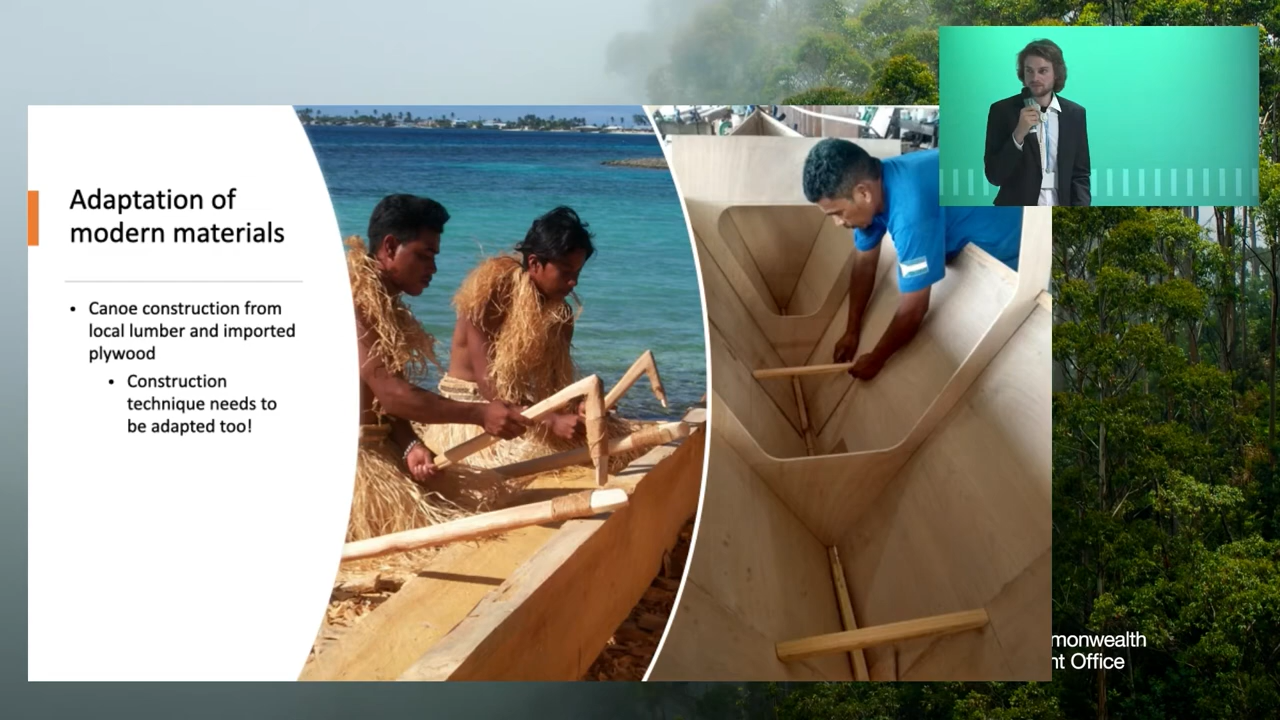 Adaptation of
modern materials
• Canoe construction from
local lumber and imported
plywood
• Construction
technique needs to
be adapted too!
monwealth
nt Office